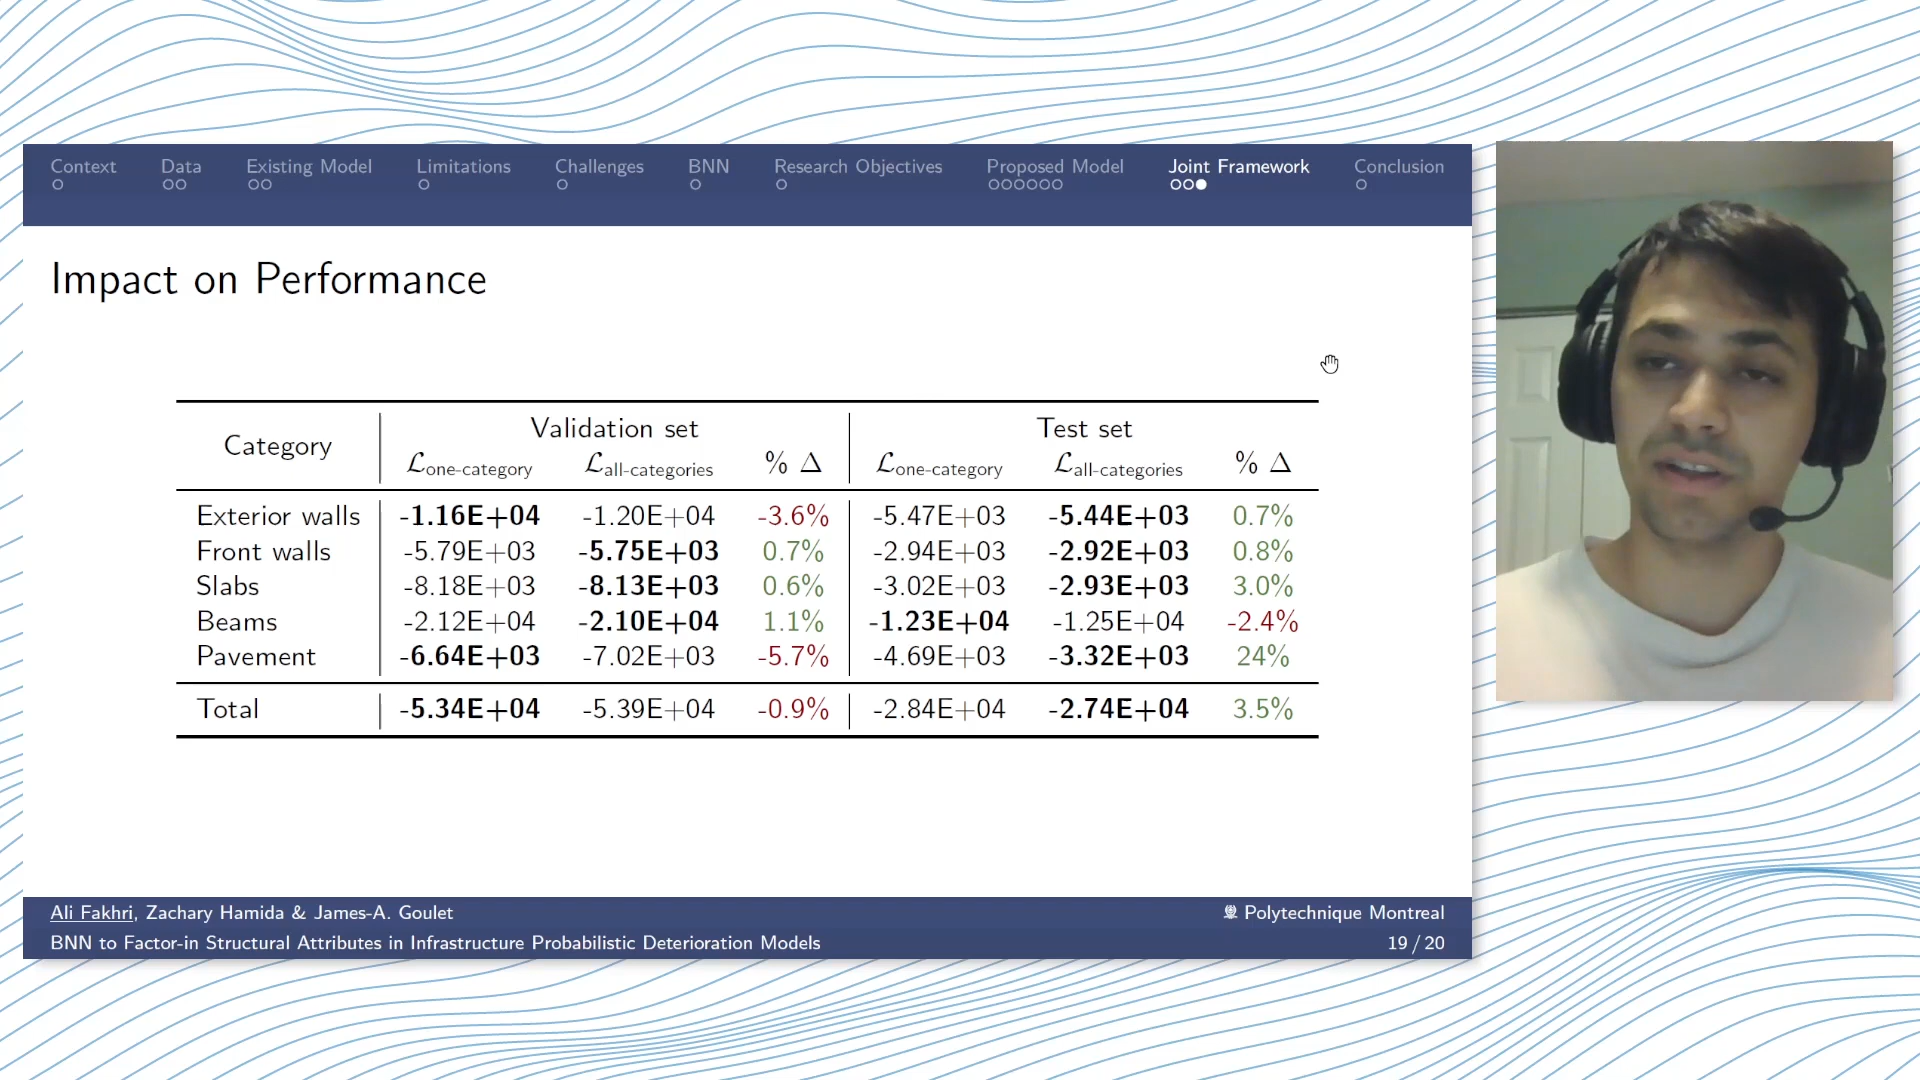 Context Data Existing Model Limitations Challenges BNN Research Objectives Proposed Model Joint Framework Conclusion
Impact on Performance
Category Validation set Test set
ℒone-category ℒall-categories % Δ ℒone-category ℒall-categories % Δ
Exterior walls -1.16E+04 -1.20E+04 -3.6% -5.47E+03 -5.44E+03 0.7%
Front walls -5.79E+03 -5.75E+03 0.7% -2.94E+03 -2.92E+03 0.8%
Slabs -8.18E+03 -8.13E+03 0.6% -3.02E+03 -2.93E+03 3.0%
Beams -2.12E+04 -2.10E+04 1.1% -1.23E+04 -1.25E+04 -2.4%
Pavement -6.64E+03 -7.02E+03 -5.7% -4.69E+03 -3.32E+03 24%
Total -5.34E+04 -5.39E+04 -0.9% -2.84E+04 -2.74E+04 3.5%
Ali Fakhri, Zachary Hamida & James-A. Goulet Polytechnique Montreal
BNN to Factor-in Structural Attributes in Infrastructure Probabilistic Deterioration Models 19 / 20